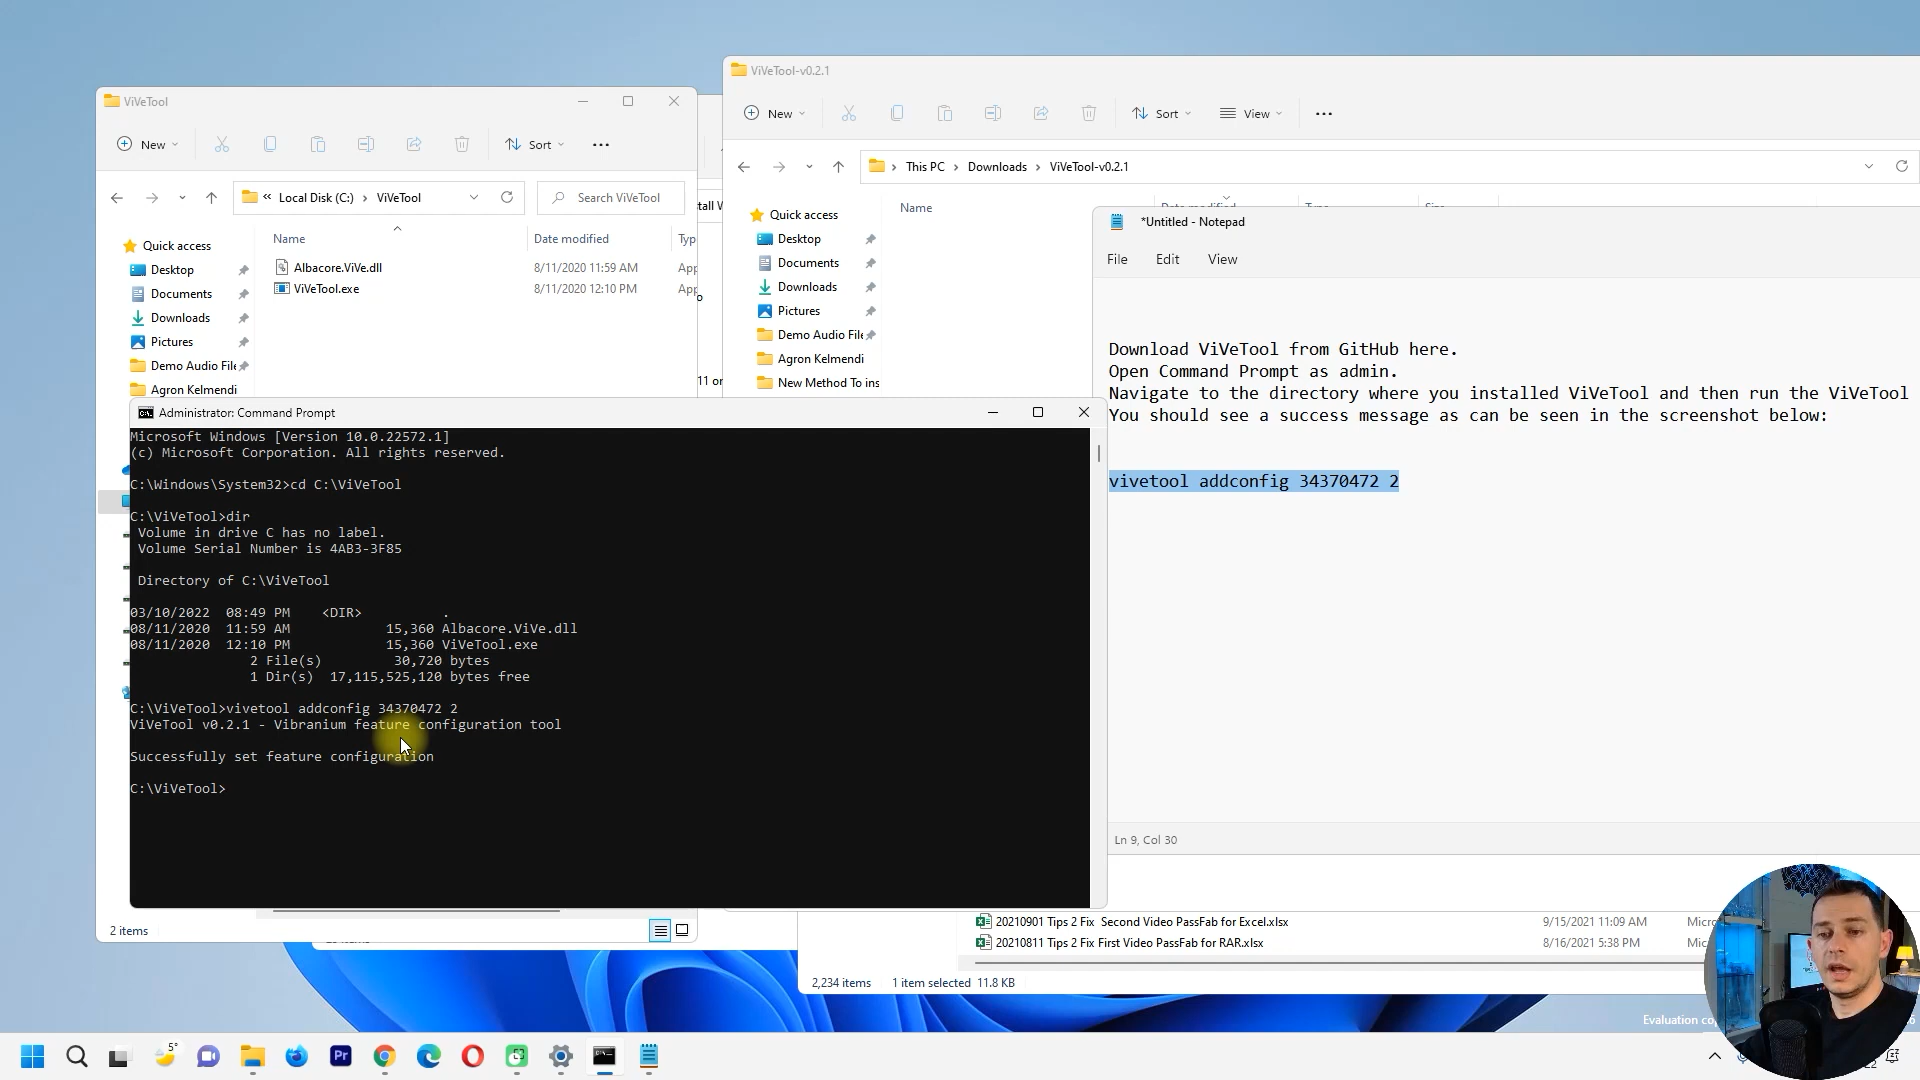 ViVeTool
New
Sort
Local Disk (C:)
ViVeTool
Search ViVeTool
Quick access
Desktop
Documents
Downloads
Pictures
Demo Audio File
Agron Kelmendi
Name
Date modified
Typ
Albacore.ViVe.dll
8/11/2020 11:59 AM
App
ViVeTool.exe
8/11/2020 12:10 PM
App
2 items
ViVeTool-v0.2.1
New
Sort
View
This PC
Downloads
ViVeTool-v0.2.1
Name
Quick access
Desktop
Documents
Downloads
Pictures
Demo Audio File
Agron Kelmendi
New Method To ins
*Untitled - Notepad
File
Edit
View
Download ViVeTool from GitHub here.
Open Command Prompt as admin.
Navigate to the directory where you installed ViVeTool and then run the ViVeTool
You should see a success message as can be seen in the screenshot below:
vivetool addconfig 34370472 2
Ln 9, Col 30
Administrator: Command Prompt
Microsoft Windows [Version 10.0.22572.1]
(c) Microsoft Corporation. All rights reserved.
C:\Windows\System32>cd C:\ViVeTool
C:\ViVeTool>dir
Volume in drive C has no label.
Volume Serial Number is 4AB3-3F85
Directory of C:\ViVeTool
03/10/2022  08:49 PM    <DIR>          .
08/11/2020  11:59 AM            15,360 Albacore.ViVe.dll
08/11/2020  12:10 PM            15,360 ViVeTool.exe
2 File(s)         30,720 bytes
1 Dir(s)  17,115,525,120 bytes free
C:\ViVeTool>vivetool addconfig 34370472 2
ViVeTool v0.2.1 - Vibranium feature configuration tool
Successfully set feature configuration
C:\ViVeTool>
20210901 Tips 2 Fix  Second Video PassFab for Excel.xlsx
9/15/2021 11:09 AM
20210811 Tips 2 Fix First Video PassFab for RAR.xlsx
8/16/2021 5:38 PM
2,234 items
1 item selected  11.8 KB
Evaluation
5°
Pr